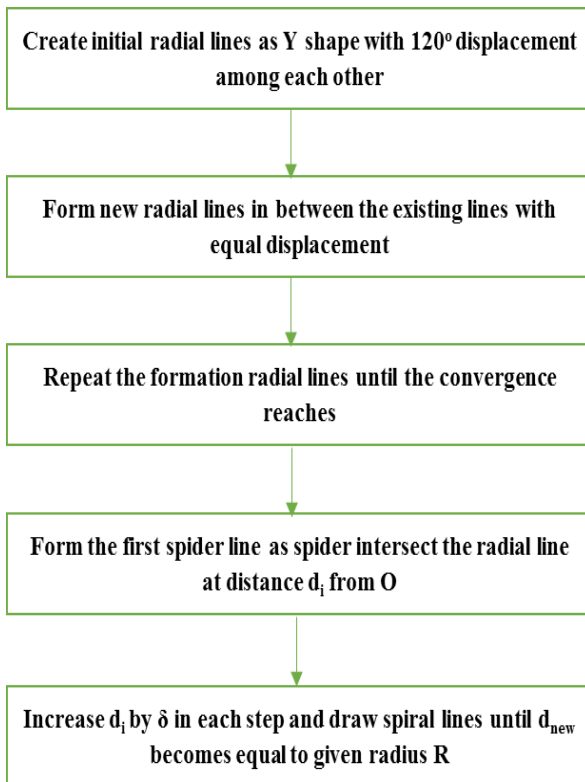 Create initial radial lines as Y shape with 120° displacement
among each other
Form new radial lines in between the existing lines with
equal displacement
Repeat the formation radial lines until the convergence
reaches
Form the first spider line as spider intersect the radial line
at distance dᵢ from O
Increase dᵢ by δ in each step and draw spiral lines until d_new
becomes equal to given radius R